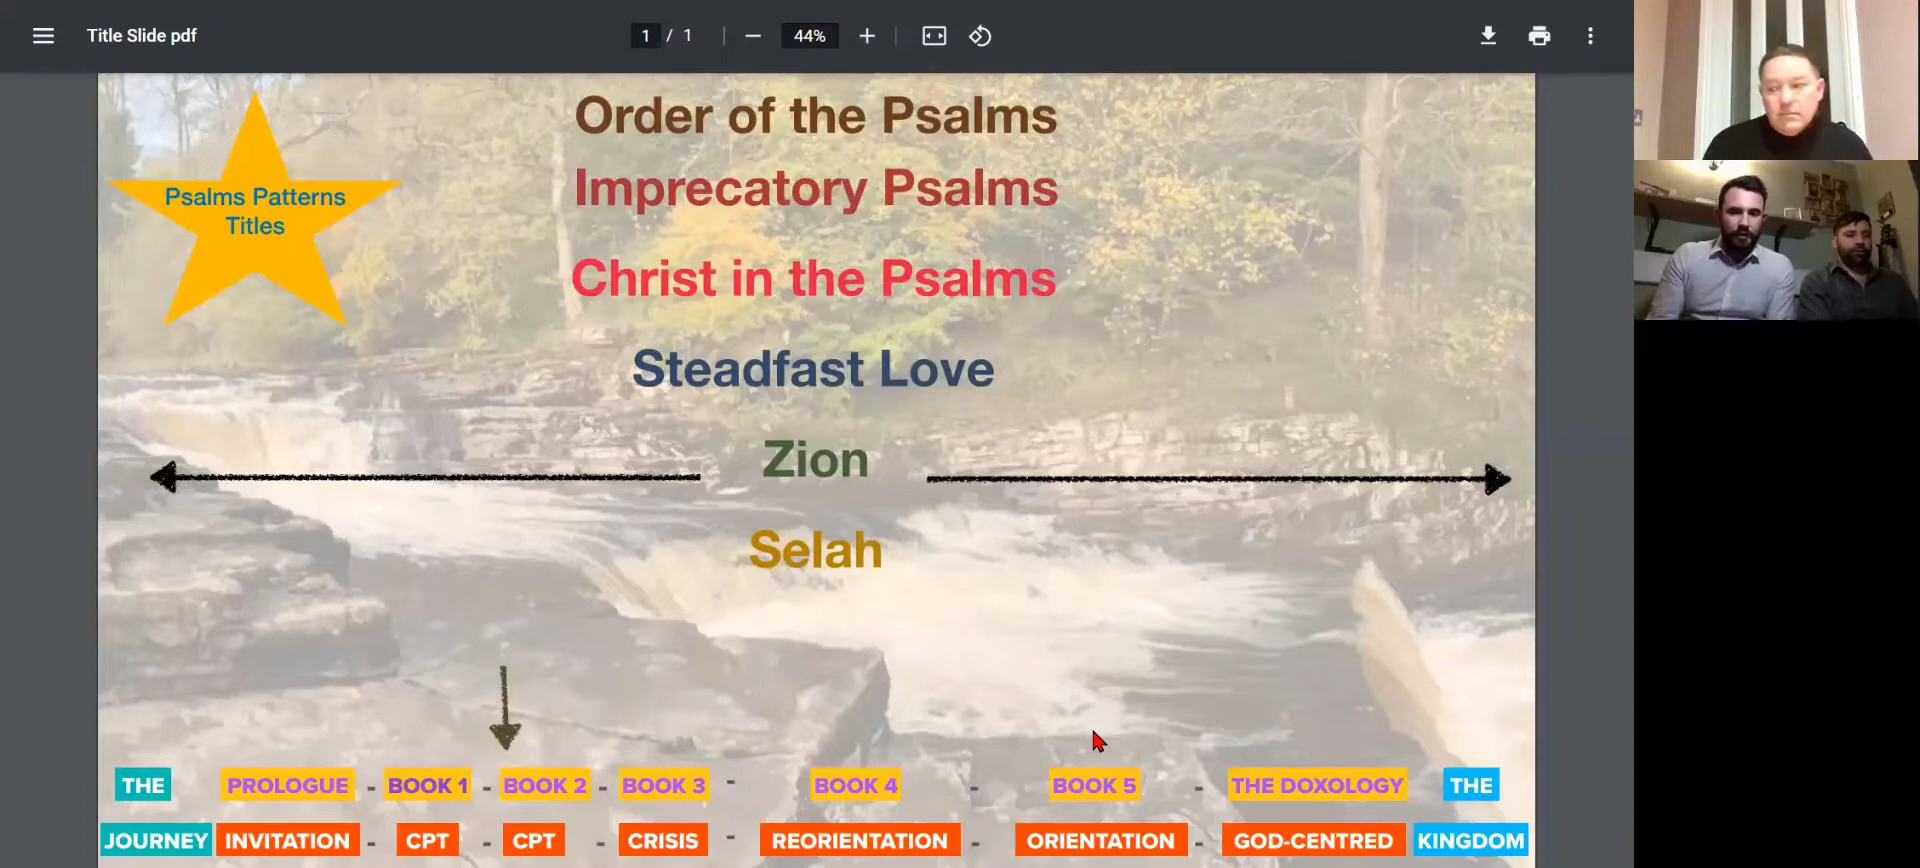 Title Slide pdf
1 / 1
44%
Psalms Patterns
Titles
Order of the Psalms
Imprecatory Psalms
Christ in the Psalms
Steadfast Love
Zion
Selah
THE PROLOGUE - BOOK 1 - BOOK 2 - BOOK 3 - BOOK 4 - BOOK 5 - THE DOXOLOGY THE
JOURNEY INVITATION - CPT - CPT - CRISIS - REORIENTATION - ORIENTATION - GOD-CENTRED KINGDOM